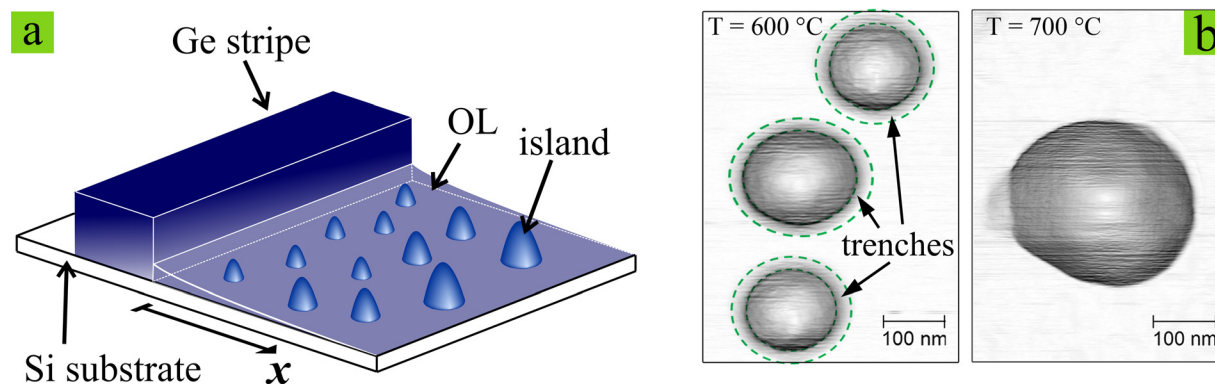 a
Ge stripe
OL
island
Si substrate
x
T = 600 °C
trenches
100 nm
T = 700 °C
b
100 nm